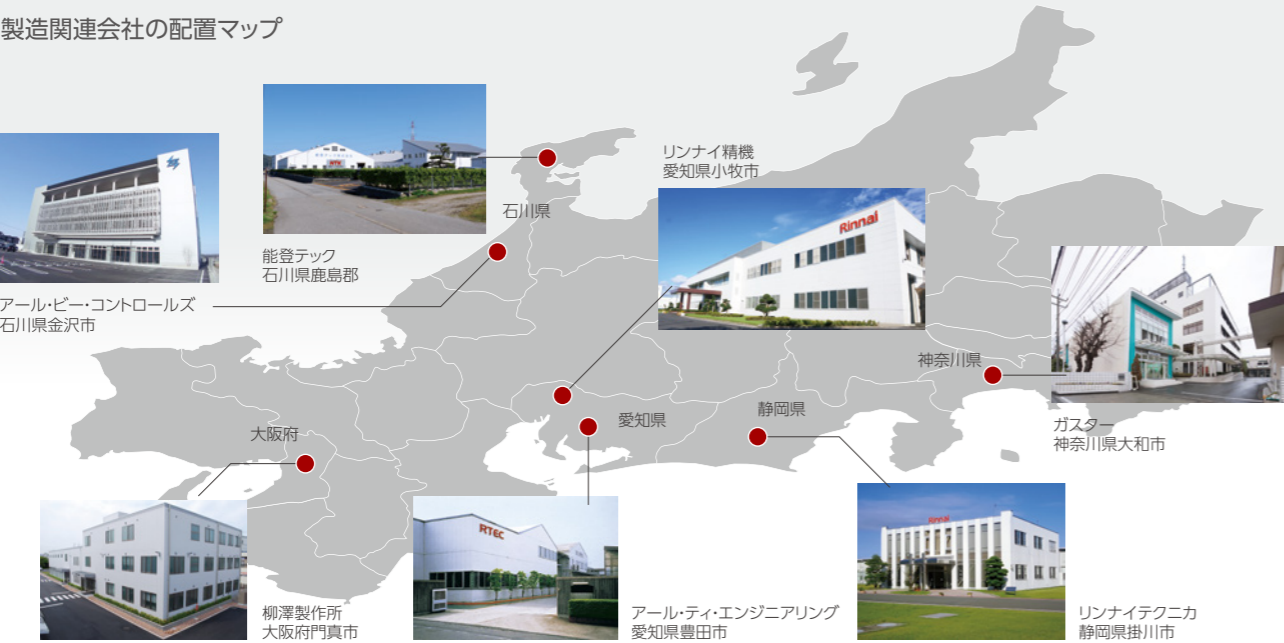 製造関連会社の配置マップ
リンナイ精機
愛知県小牧市
Rinnai
石川県
能登テック
石川県鹿島郡
アール・ビー・コントロールズ
石川県金沢市
神奈川県
ガスター
神奈川県大和市
静岡県
愛知県
大阪府
RTEC
Rinnai
柳澤製作所
大阪府門真市
アール・ティ・エンジニアリング
愛知県豊田市
リンナイテクニカ
静岡県掛川市